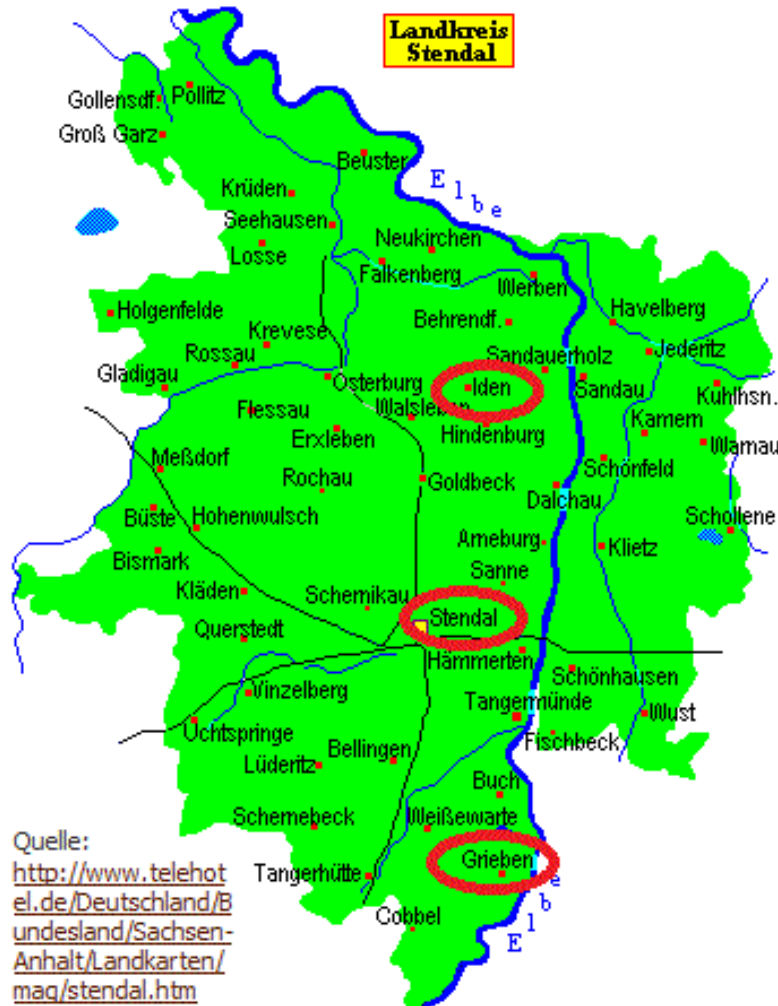 Landkreis
Stendal
Gollensdf.
Pollitz
Groß Garz
Beuster
Elbe
Krüden
Seehausen
Neukirchen
Losse
Falkenberg
Werben
Holgenfelde
Behrendf.
Havelberg
Krevese
Rossau
Sandauerholz
Jederitz
Gladigau
Osterburg
Iden
Sandau
Kuhlhsn.
Walsleben
Flessau
Kamern
Erxleben
Hindenburg
Warnau
Meßdorf
Schönfeld
Rochau
Goldbeck
Dalchau
Büste
Hohenwulsch
Schollene
Arneburg
Klietz
Bismark
Sanne
Kläden
Schernikau
Stendal
Querstedt
Hämmerten
Schönhausen
Vinzelberg
Tangermünde
Wust
Uchtspringe
Fischbeck
Bellingen
Lüderitz
Buch
Schernebeck
Weißewarte
Grieben
Tangerhütte
Cobbel
Elbe
Quelle:
http://www.telehot
el.de/Deutschland/B
undesland/Sachsen-
Anhalt/Landkarten/
mag/stendal.htm